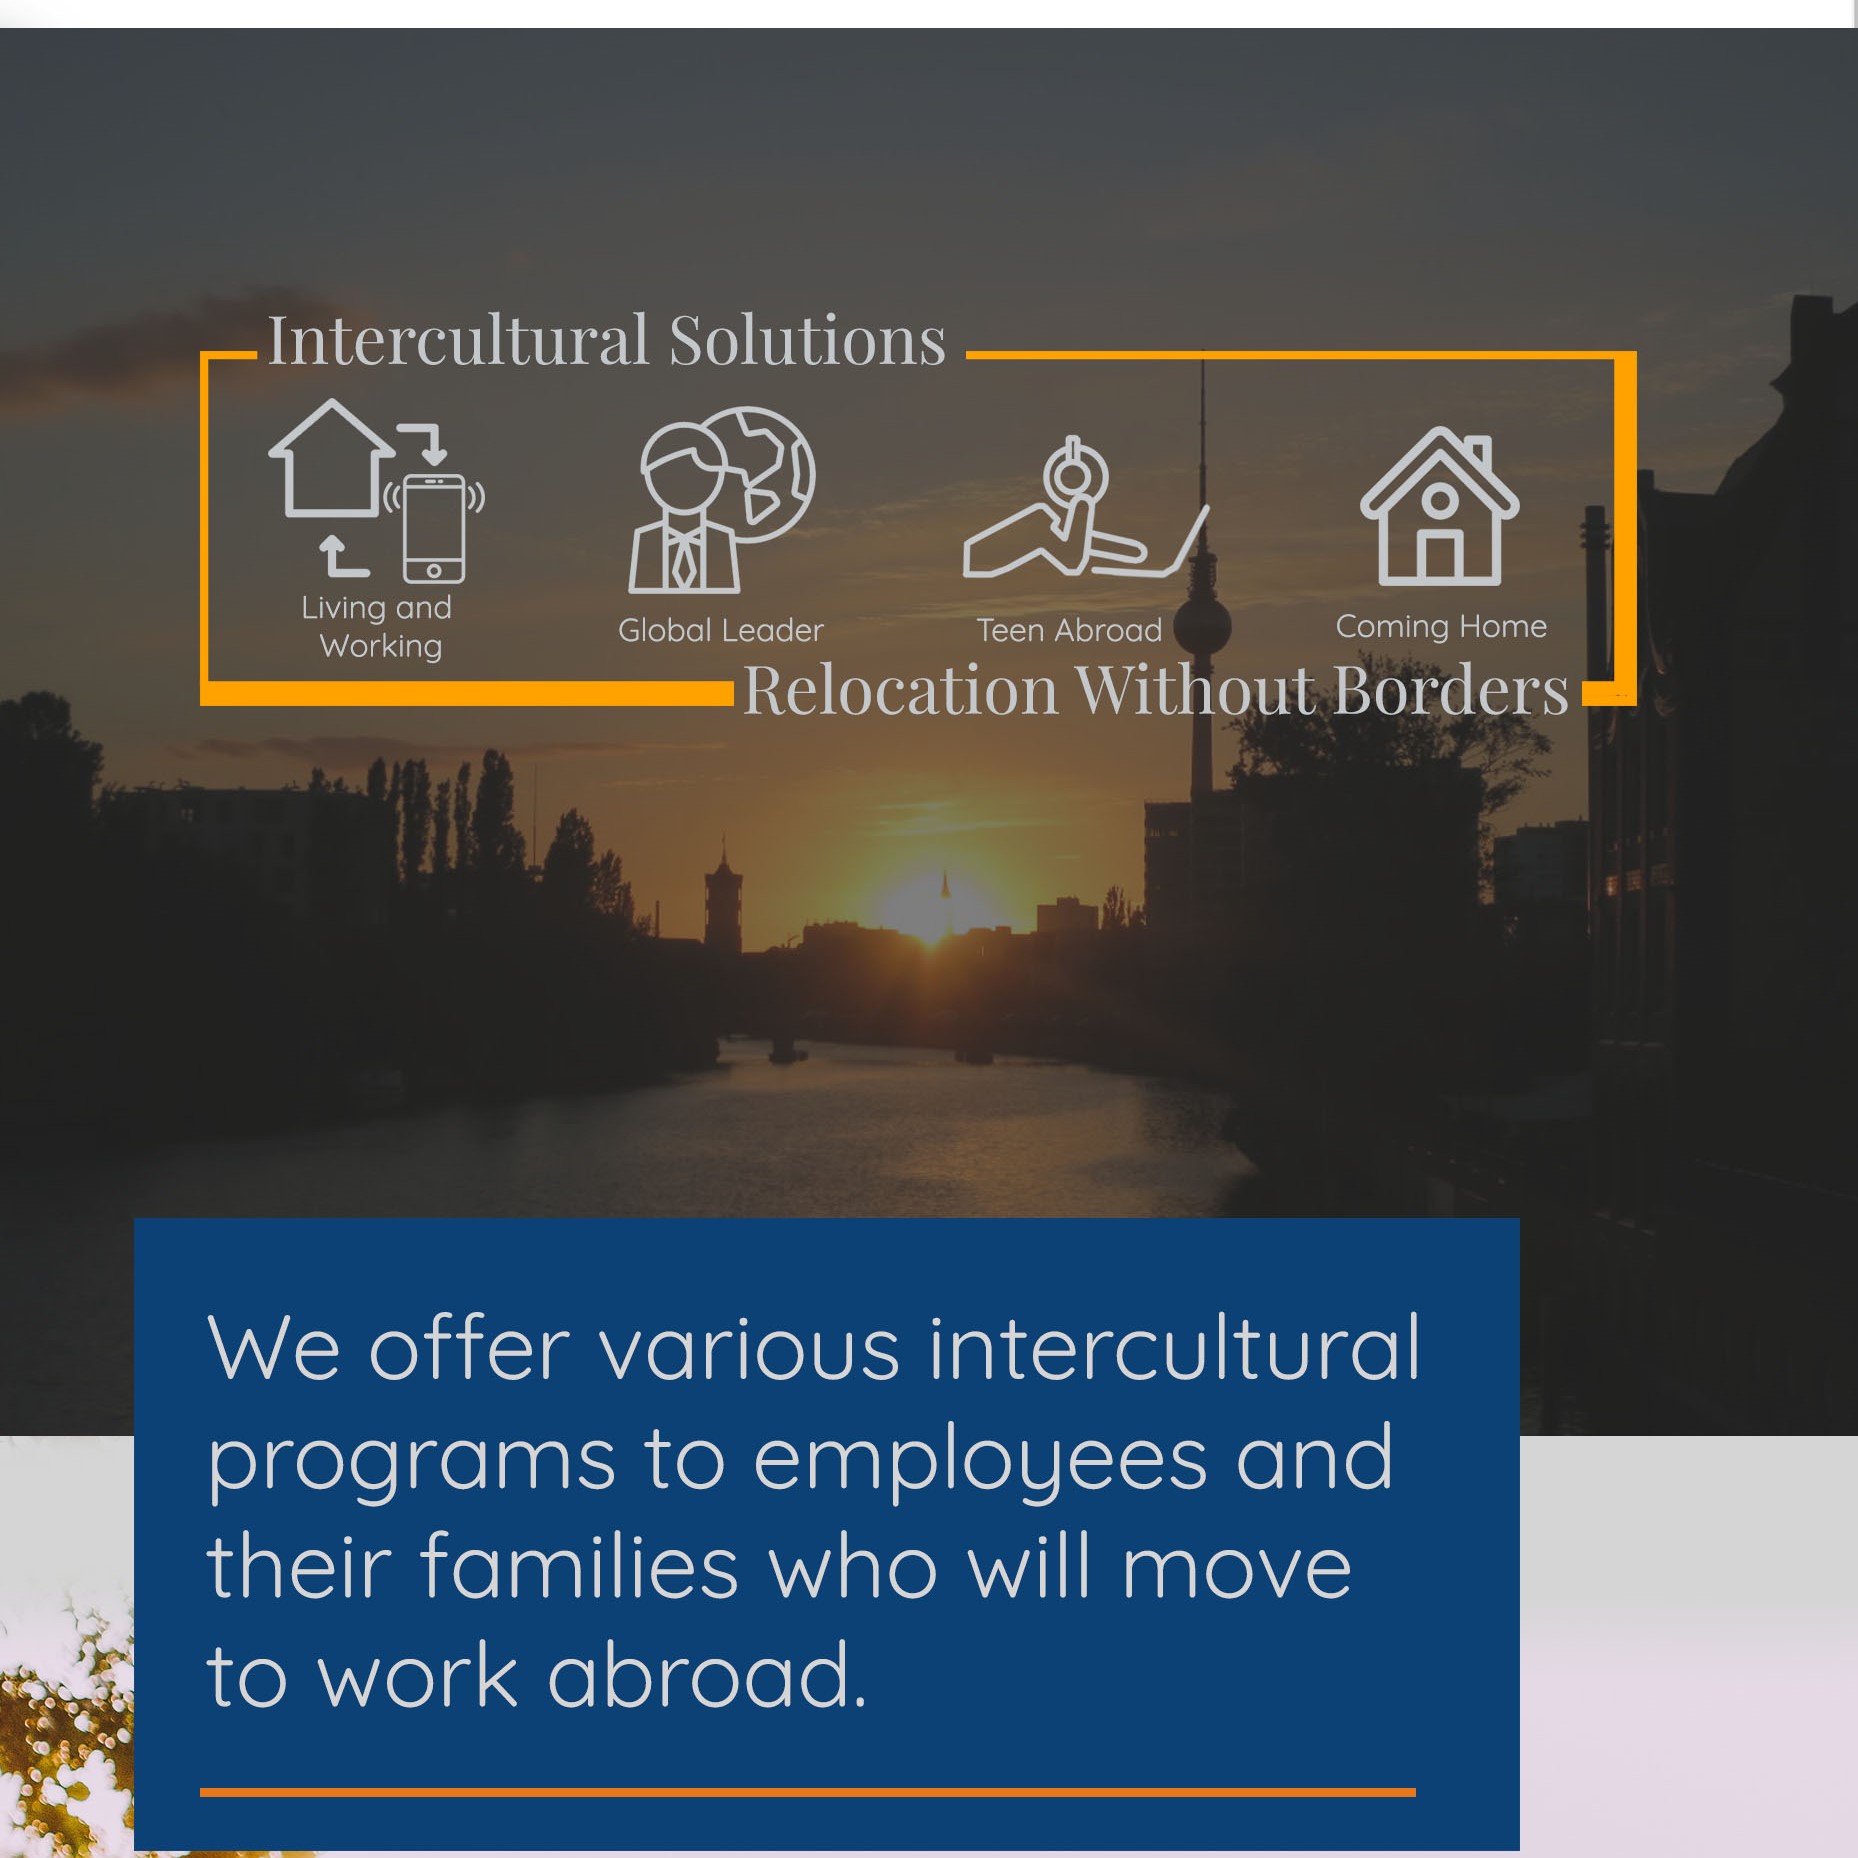 Intercultural Solutions
Living and
Working
Global Leader
Teen Abroad
Coming Home
Relocation Without Borders
We offer various intercultural
programs to employees and
their families who will move
to work abroad.